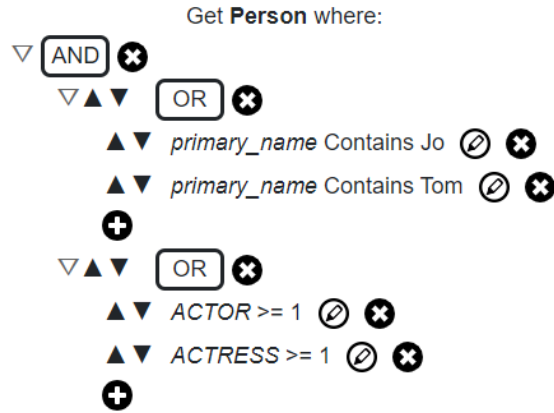 Get Person where:
AND
OR
primary_name Contains Jo
primary_name Contains Tom
OR
ACTOR >= 1
ACTRESS >= 1